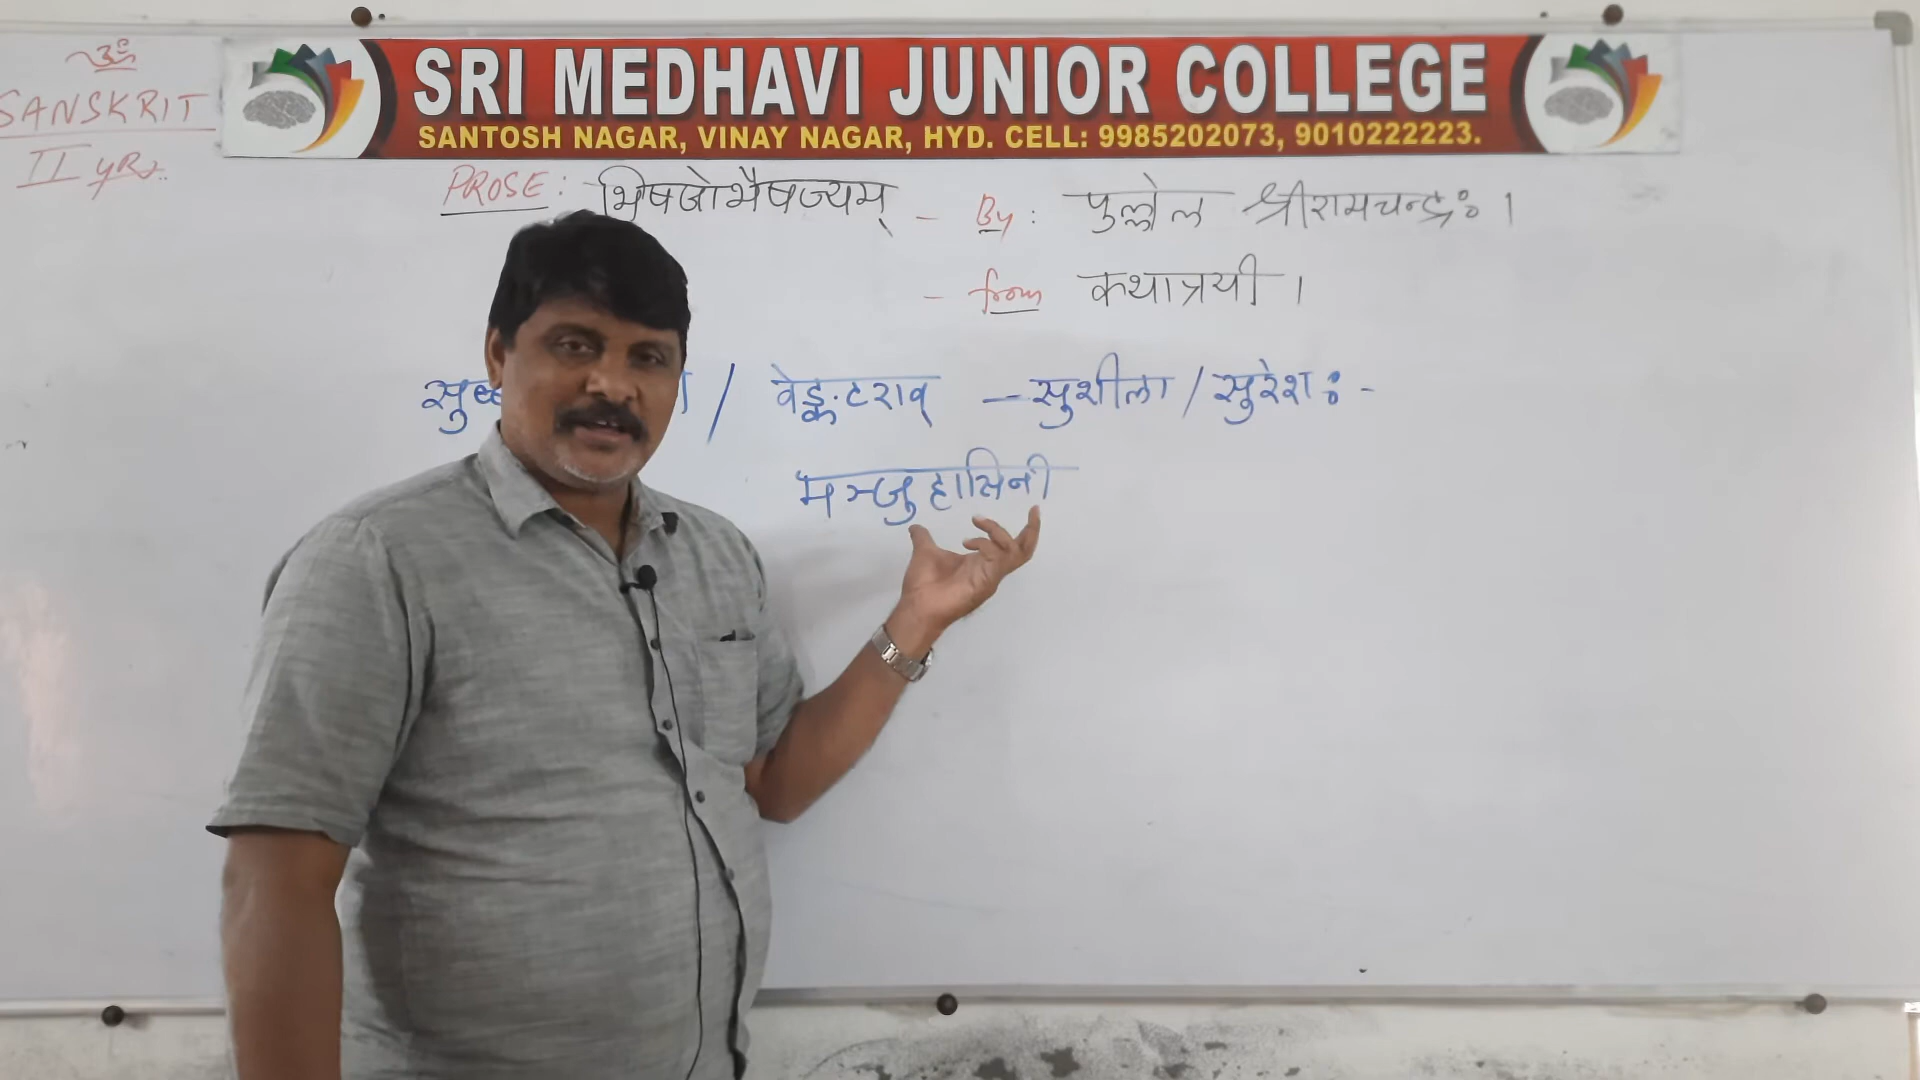 ॐ
SANSKRIT
II yRs.
SRI MEDHAVI JUNIOR COLLEGE
SANTOSH NAGAR, VINAY NAGAR, HYD. CELL: 9985202073, 9010222223.
PROSE: भिषजोभैषज्यम् - By: पुल्लेल श्रीरामचन्द्रः।
- from कथात्रयी।
/ वेङ्कटराव् - सुशीला / सुरेशः -
मञ्जुहासिनी